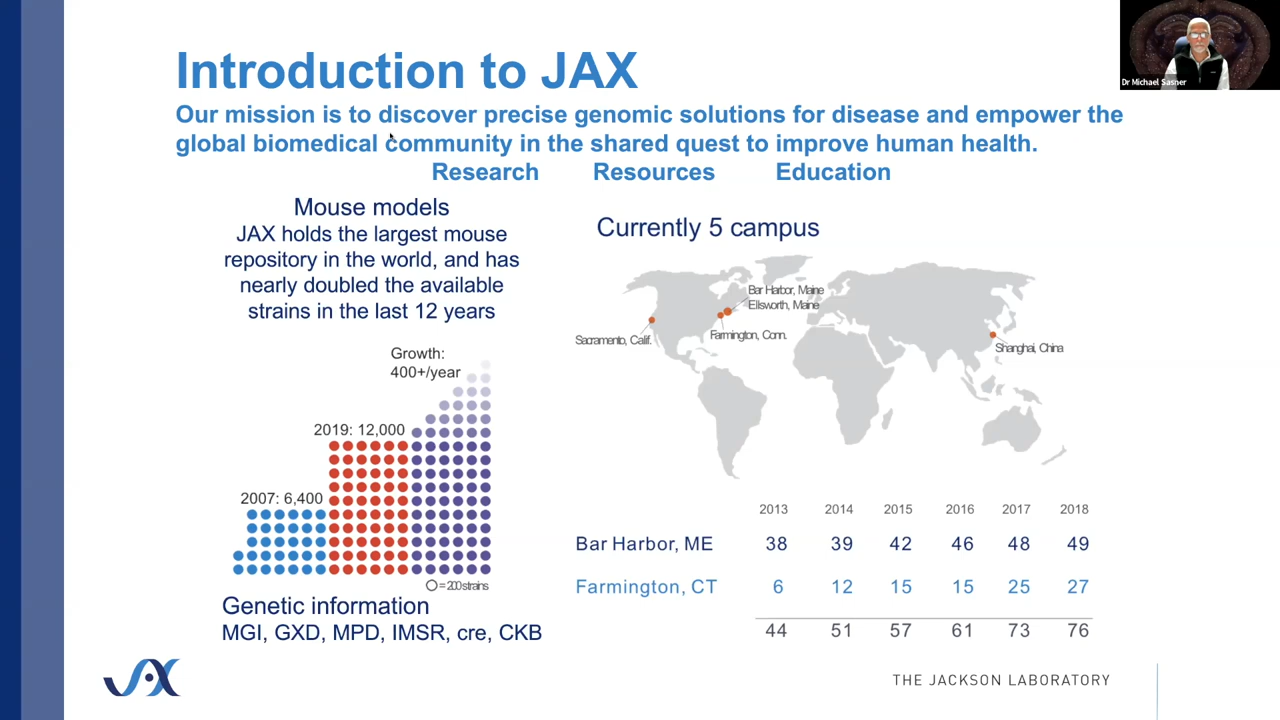 Introduction to JAX
Our mission is to discover precise genomic solutions for disease and empower the
global biomedical community in the shared quest to improve human health.
Research Resources Education
Dr Michael Sasner
Mouse models
JAX holds the largest mouse
repository in the world, and has
nearly doubled the available
strains in the last 12 years
Growth:
400+/year
2019: 12,000
2007: 6,400
= 200 strains
Genetic information
MGI, GXD, MPD, IMSR, cre, CKB
Currently 5 campus
Bar Harbor, Maine
Ellsworth, Maine
Farmington, Conn.
Sacramento, Calif.
Shanghai, China
2013 2014 2015 2016 2017 2018
Bar Harbor, ME 38 39 42 46 48 49
Farmington, CT 6 12 15 15 25 27
44 51 57 61 73 76
JAX
THE JACKSON LABORATORY